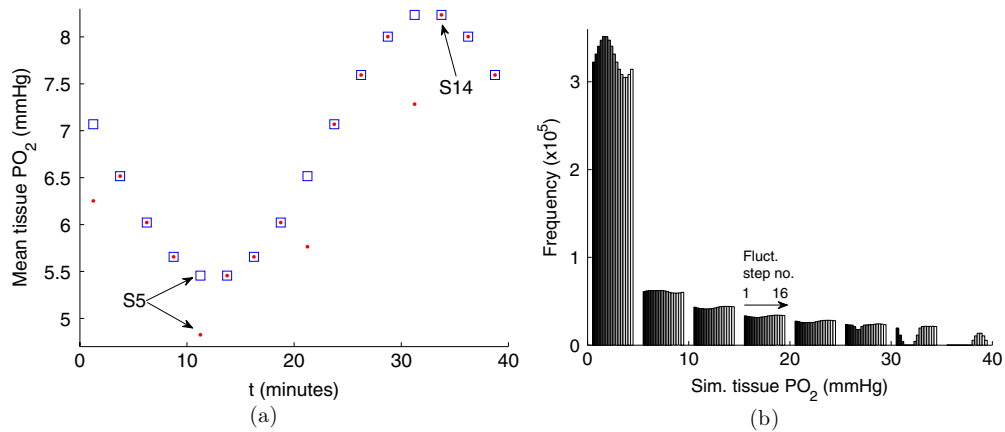 8
7.5
7
6.5
6
5.5
5
Mean tissue PO2 (mmHg)
S14
S5
0
10
20
30
40
t (minutes)
(a)
3
2
1
0
Frequency (x10^5)
Fluct.
step no.
1 16
0
10
20
30
40
Sim. tissue PO2 (mmHg)
(b)